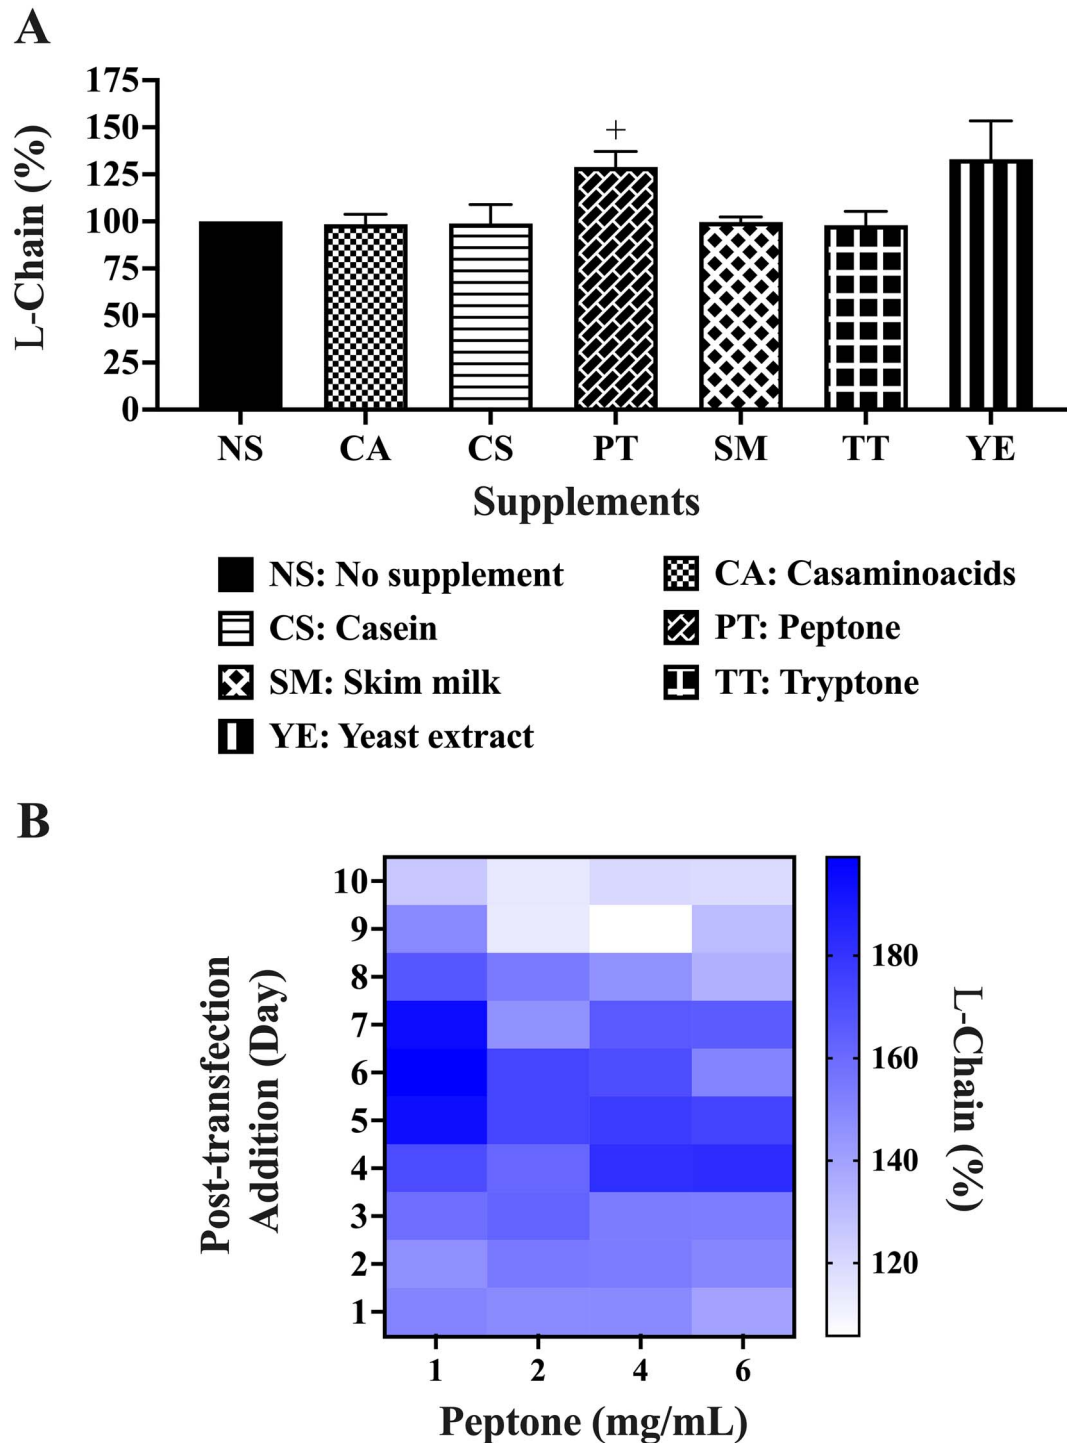 A
L-Chain (%)
175
150
125
100
75
50
25
0
+
NS CA CS PT SM TT YE
Supplements
NS: No supplement CA: Casaminoacids
CS: Casein PT: Peptone
SM: Skim milk TT: Tryptone
YE: Yeast extract
B
Post-transfection
Addition (Day)
10
9
8
7
6
5
4
3
2
1
1 2 4 6
Peptone (mg/mL)
180
160
140
120
L-Chain (%)